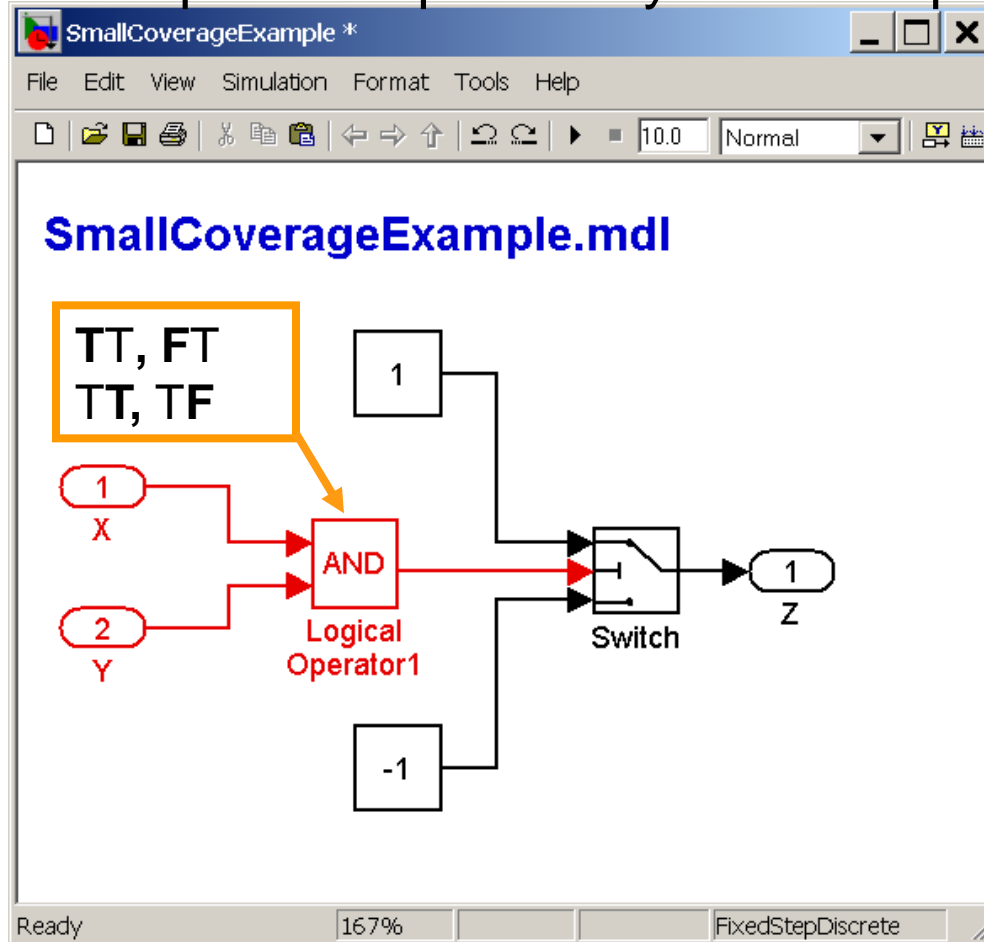 SmallCoverageExample *
File Edit View Simulation Format Tools Help
10.0 Normal
SmallCoverageExample.mdl
TT, FT
TT, TF
1
1
X
AND
1
Z
2
Y
Logical
Operator1
Switch
-1
Ready 167% FixedStepDiscrete